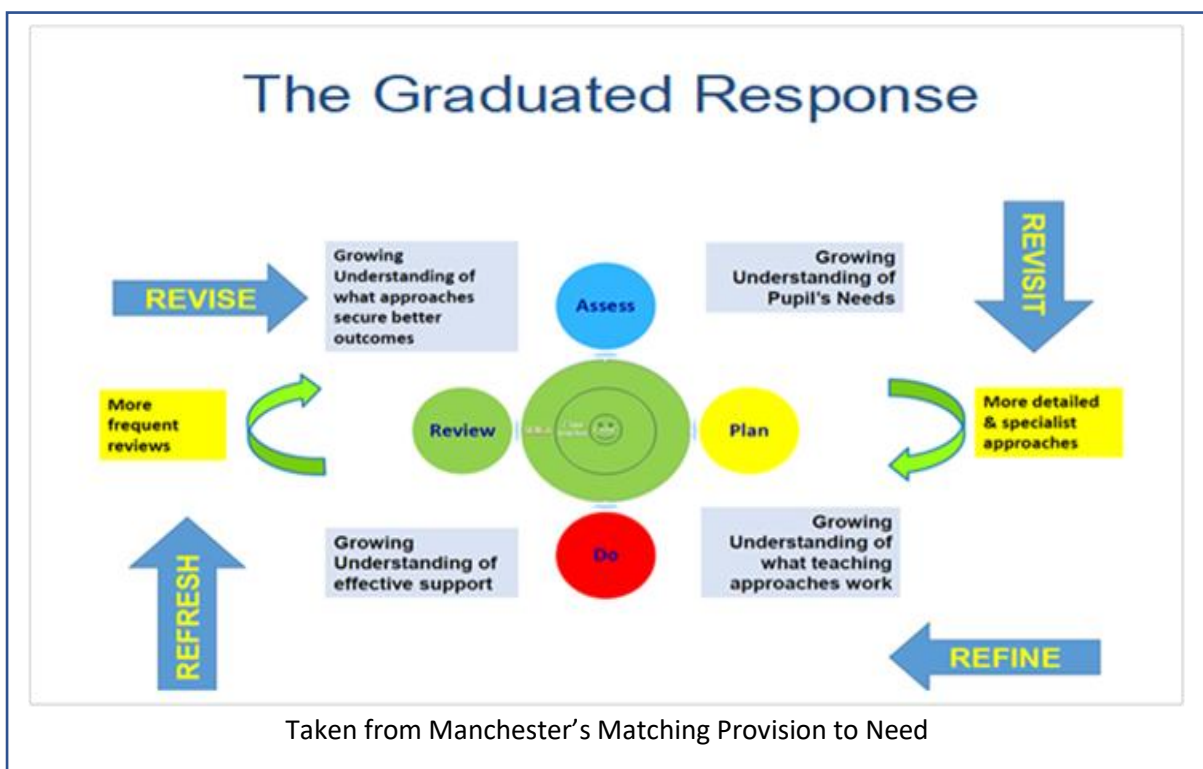 The Graduated Response
REVISE
Growing
Understanding of
what approaches
secure better
outcomes
Assess
Growing
Understanding of
Pupil's Needs
REVISIT
More
frequent
reviews
Review
Plan
More detailed
& specialist
approaches
REFRESH
Growing
Understanding of
effective support
Do
Growing
Understanding of
what teaching
approaches work
REFINE
Taken from Manchester’s Matching Provision to Need